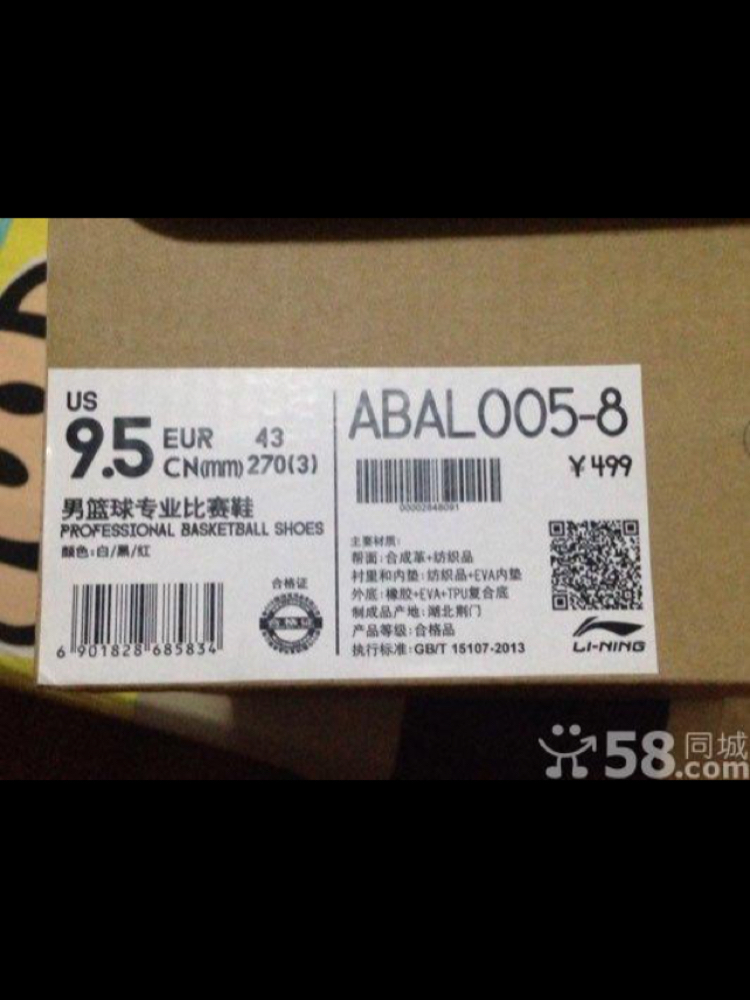 US
9.5
EUR 43
CN(mm) 270(3)
男篮球专业比赛鞋
PROFESSIONAL BASKETBALL SHOES
颜色:白/黑/红
合格证
6 901828 685834
ABAL005-8
¥499
00002848091
主要材质:
帮面:合成革+纺织品
衬里和内垫:纺织品+EVA内垫
外底:橡胶+EVA+TPU复合底
制成品产地:湖北荆门
产品等级:合格品
执行标准:GB/T 15107-2013
LI-NING
58同城
.com